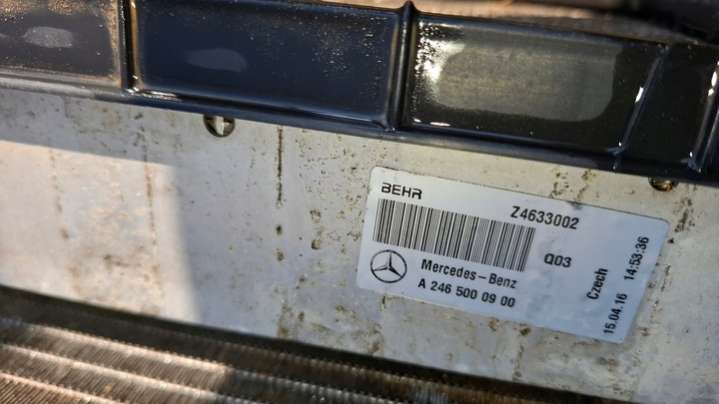 BEHR
Z4633002
Q03
Mercedes-Benz
A 246 500 09 00
Czech
15.04.16 14:53:36